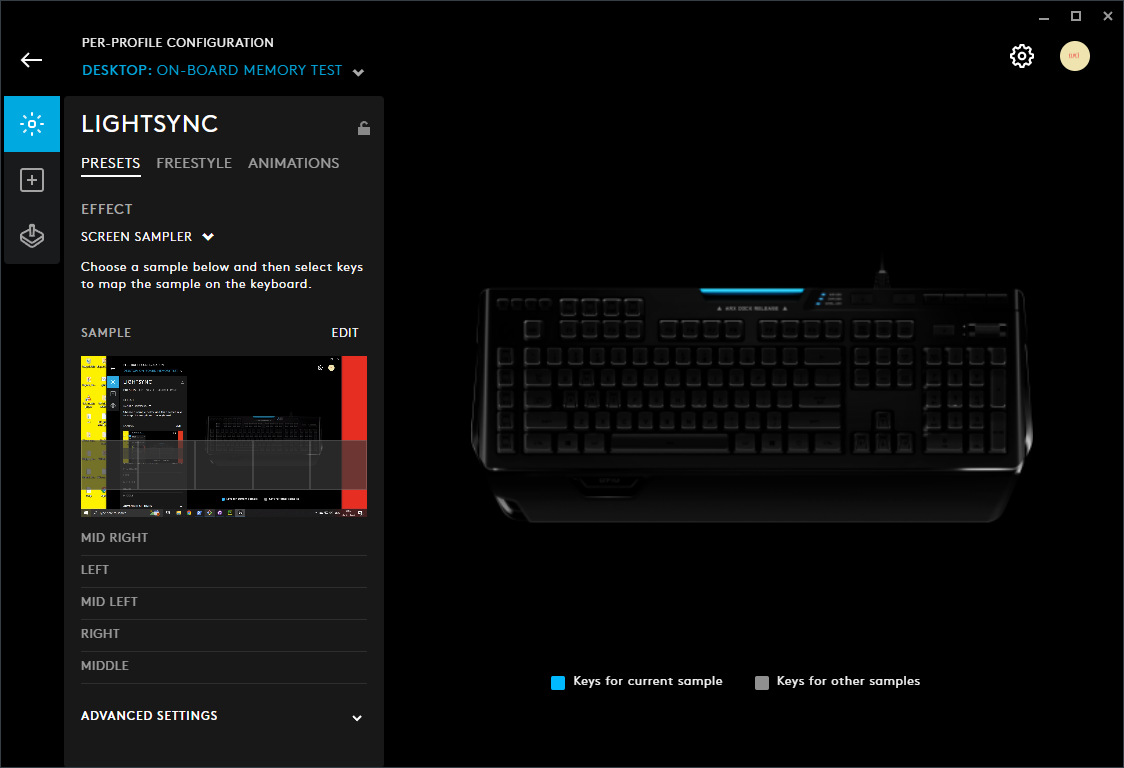 PER-PROFILE CONFIGURATION
DESKTOP: ON-BOARD MEMORY TEST
LIGHTSYNC
PRESETS FREESTYLE ANIMATIONS
EFFECT
SCREEN SAMPLER
Choose a sample below and then select keys
to map the sample on the keyboard.
SAMPLE EDIT
LIGHTSYNC
MID RIGHT
LEFT
MID LEFT
RIGHT
MIDDLE
ADVANCED SETTINGS
Keys for current sample
Keys for other samples